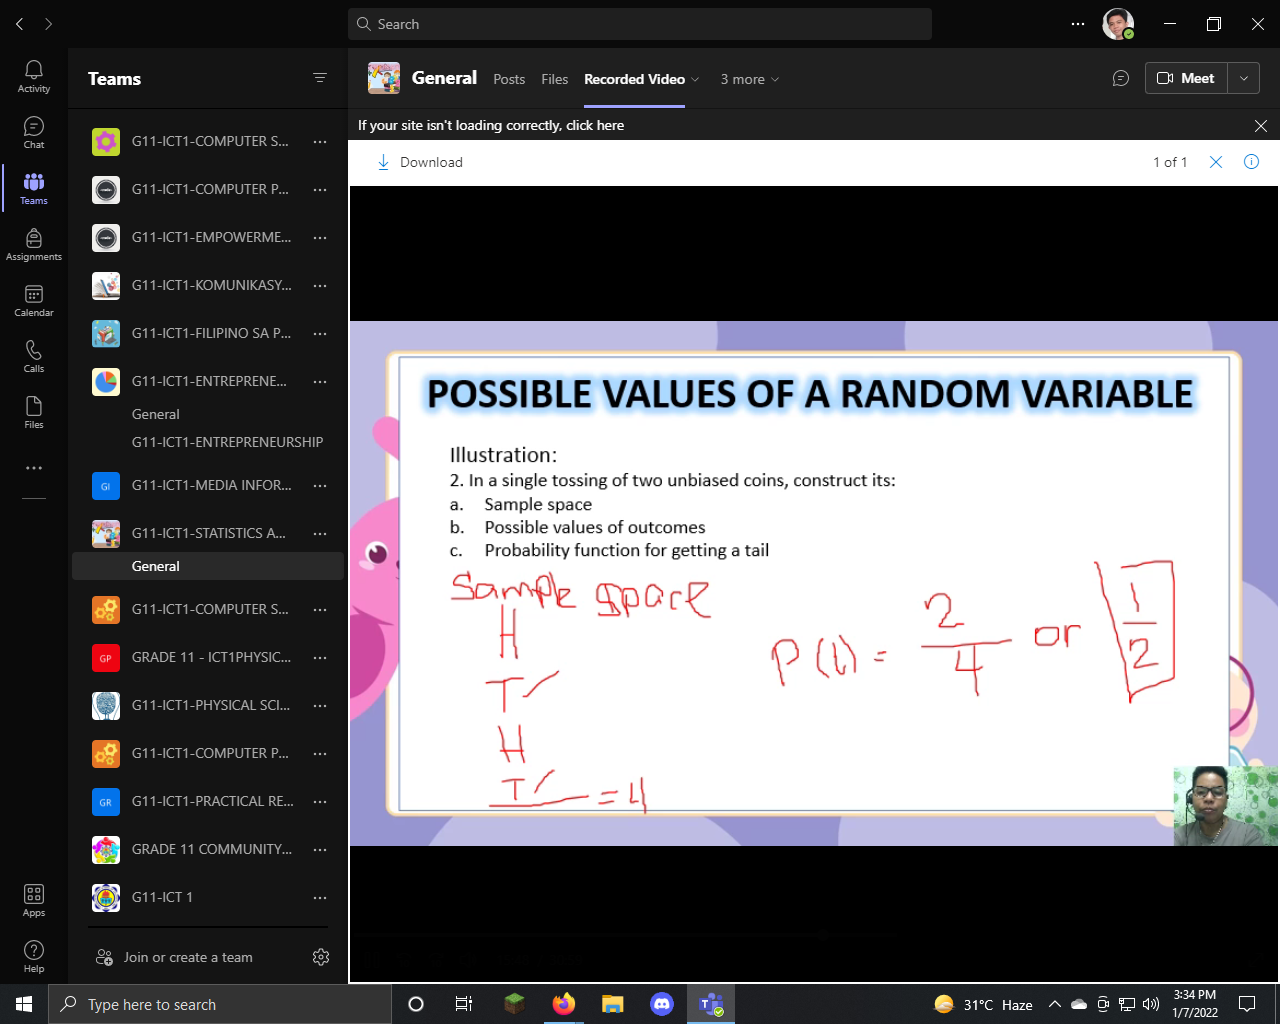 Search
Activity
Chat
Teams
Assignments
Calendar
Calls
Files
Apps
Help
Teams
G11-ICT1-COMPUTER S...
G11-ICT1-COMPUTER P...
G11-ICT1-EMPOWERME...
G11-ICT1-KOMUNIKASY...
G11-ICT1-FILIPINO SA P...
G11-ICT1-ENTREPRENE...
General
G11-ICT1-ENTREPRENEURSHIP
GI G11-ICT1-MEDIA INFOR...
G11-ICT1-STATISTICS A...
General
G11-ICT1-COMPUTER S...
GP GRADE 11 - ICT1PHYSIC...
G11-ICT1-PHYSICAL SCI...
G11-ICT1-COMPUTER P...
GR G11-ICT1-PRACTICAL RE...
GRADE 11 COMMUNITY...
G11-ICT 1
Join or create a team
General Posts Files Recorded Video 3 more Meet
If your site isn't loading correctly, click here
Download 1 of 1
POSSIBLE VALUES OF A RANDOM VARIABLE
Illustration:
2. In a single tossing of two unbiased coins, construct its:
a. Sample space
b. Possible values of outcomes
c. Probability function for getting a tail
Sample space
H
T
H
T = 4
P(t) = 2/4 or 1/2
Type here to search
31°C Haze
3:34 PM
1/7/2022